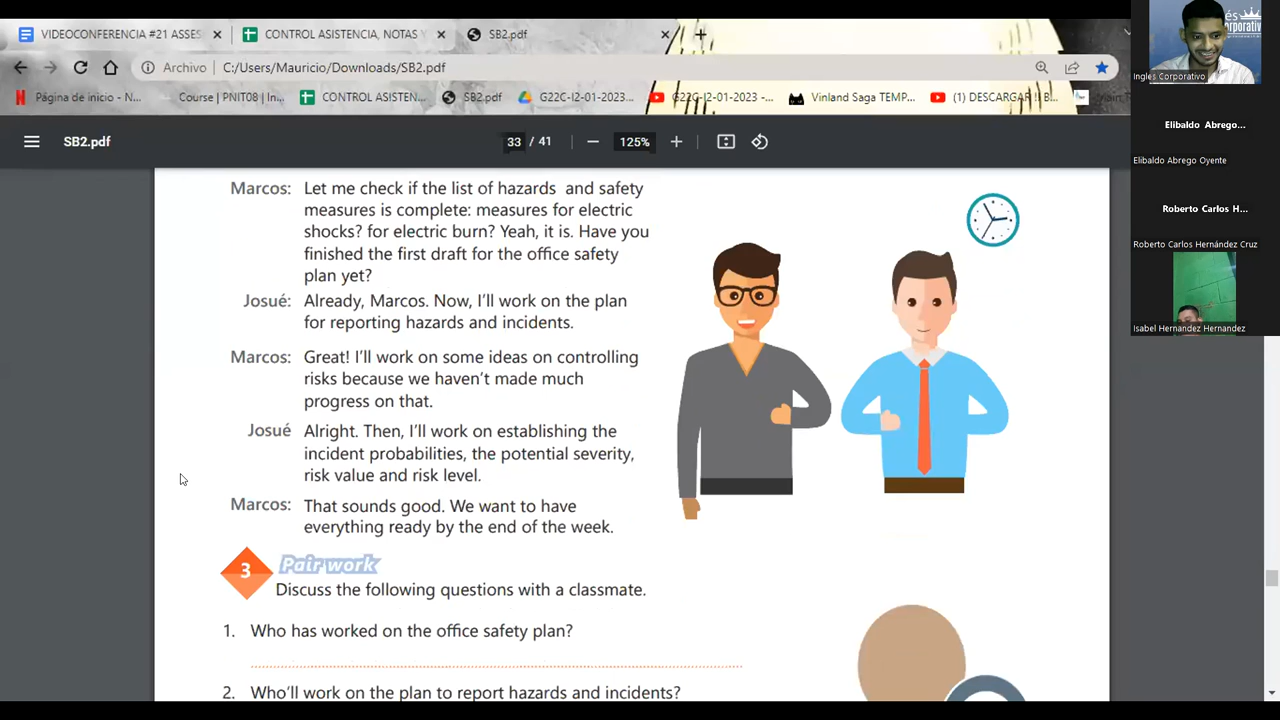 VIDEOCONFERENCIA #21 ASSES
CONTROL ASISTENCIA, NOTAS Y
SB2.pdf
Archivo
C:/Users/Mauricio/Downloads/SB2.pdf
Página de inicio - N...
Course | PNIT08 | In...
CONTROL ASISTEN...
SB2.pdf
G22C-I2-01-2023...
G22C-I2-01-2023 -...
Vinland Saga TEMP...
(1) DESCARGAR
SB2.pdf
33 / 41
125%
Marcos: Let me check if the list of hazards and safety
measures is complete: measures for electric
shocks? for electric burn? Yeah, it is. Have you
finished the first draft for the office safety
plan yet?
Josué: Already, Marcos. Now, I'll work on the plan
for reporting hazards and incidents.
Marcos: Great! I'll work on some ideas on controlling
risks because we haven't made much
progress on that.
Josué Alright. Then, I'll work on establishing the
incident probabilities, the potential severity,
risk value and risk level.
Marcos: That sounds good. We want to have
everything ready by the end of the week.
3 Pair work
Discuss the following questions with a classmate.
1. Who has worked on the office safety plan?
2. Who'll work on the plan to report hazards and incidents?
Ingles Corporativo
Elibaldo Abrego...
Elibaldo Abrego Oyente
Roberto Carlos H...
Roberto Carlos Hernández Cruz
Isabel Hernandez Hernandez